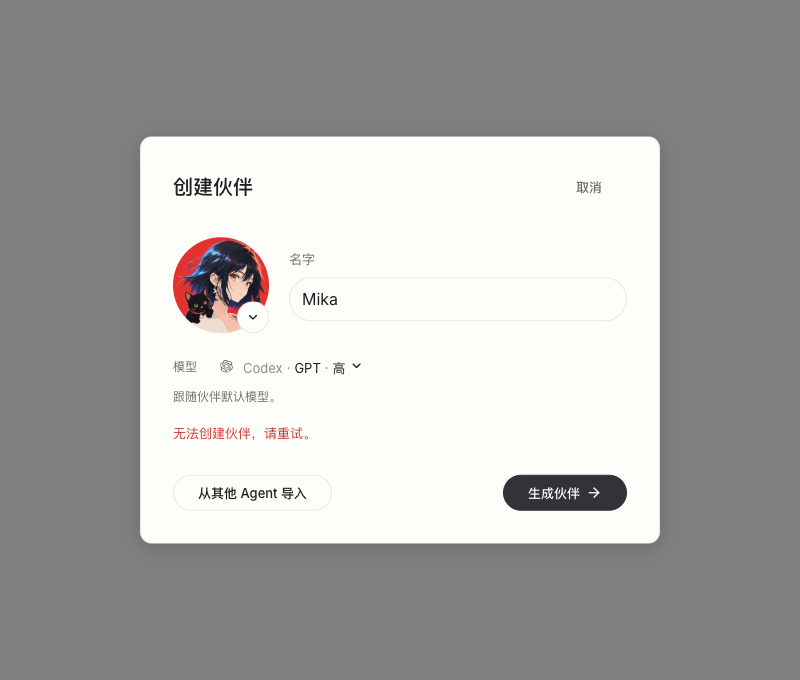 创建伙伴
取消
名字
Mika
模型 Codex · GPT · 高
跟随伙伴默认模型。
无法创建伙伴，请重试。
从其他 Agent 导入
生成伙伴 →